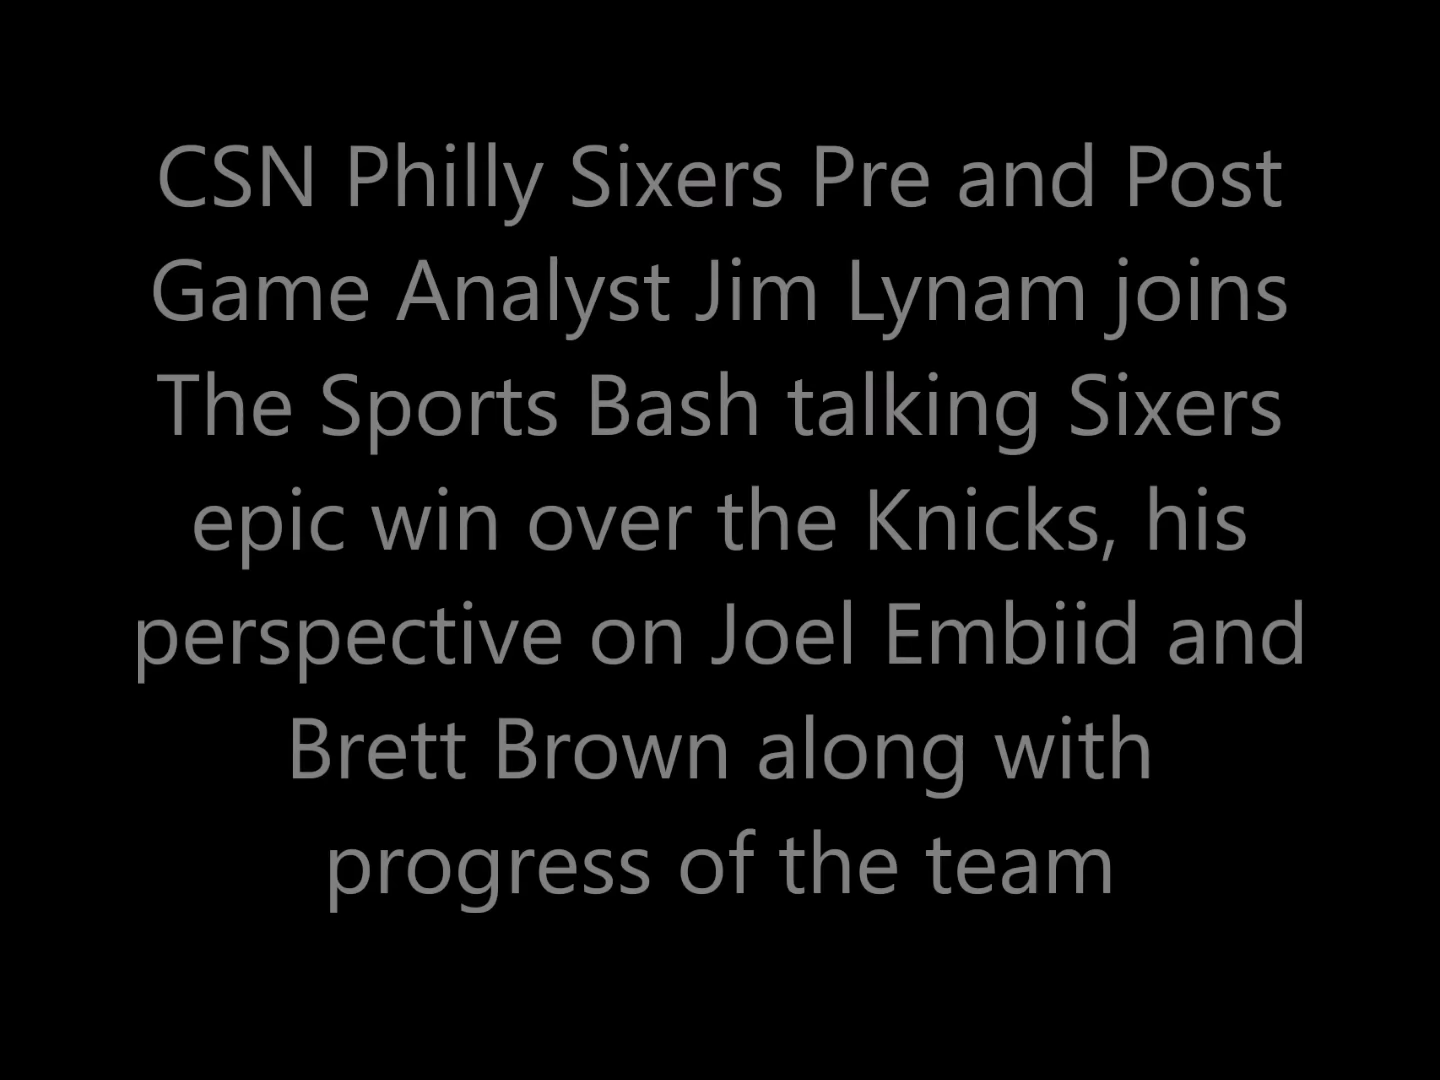 CSN Philly Sixers Pre and Post
Game Analyst Jim Lynam joins
The Sports Bash talking Sixers
epic win over the Knicks, his
perspective on Joel Embiid and
Brett Brown along with
progress of the team